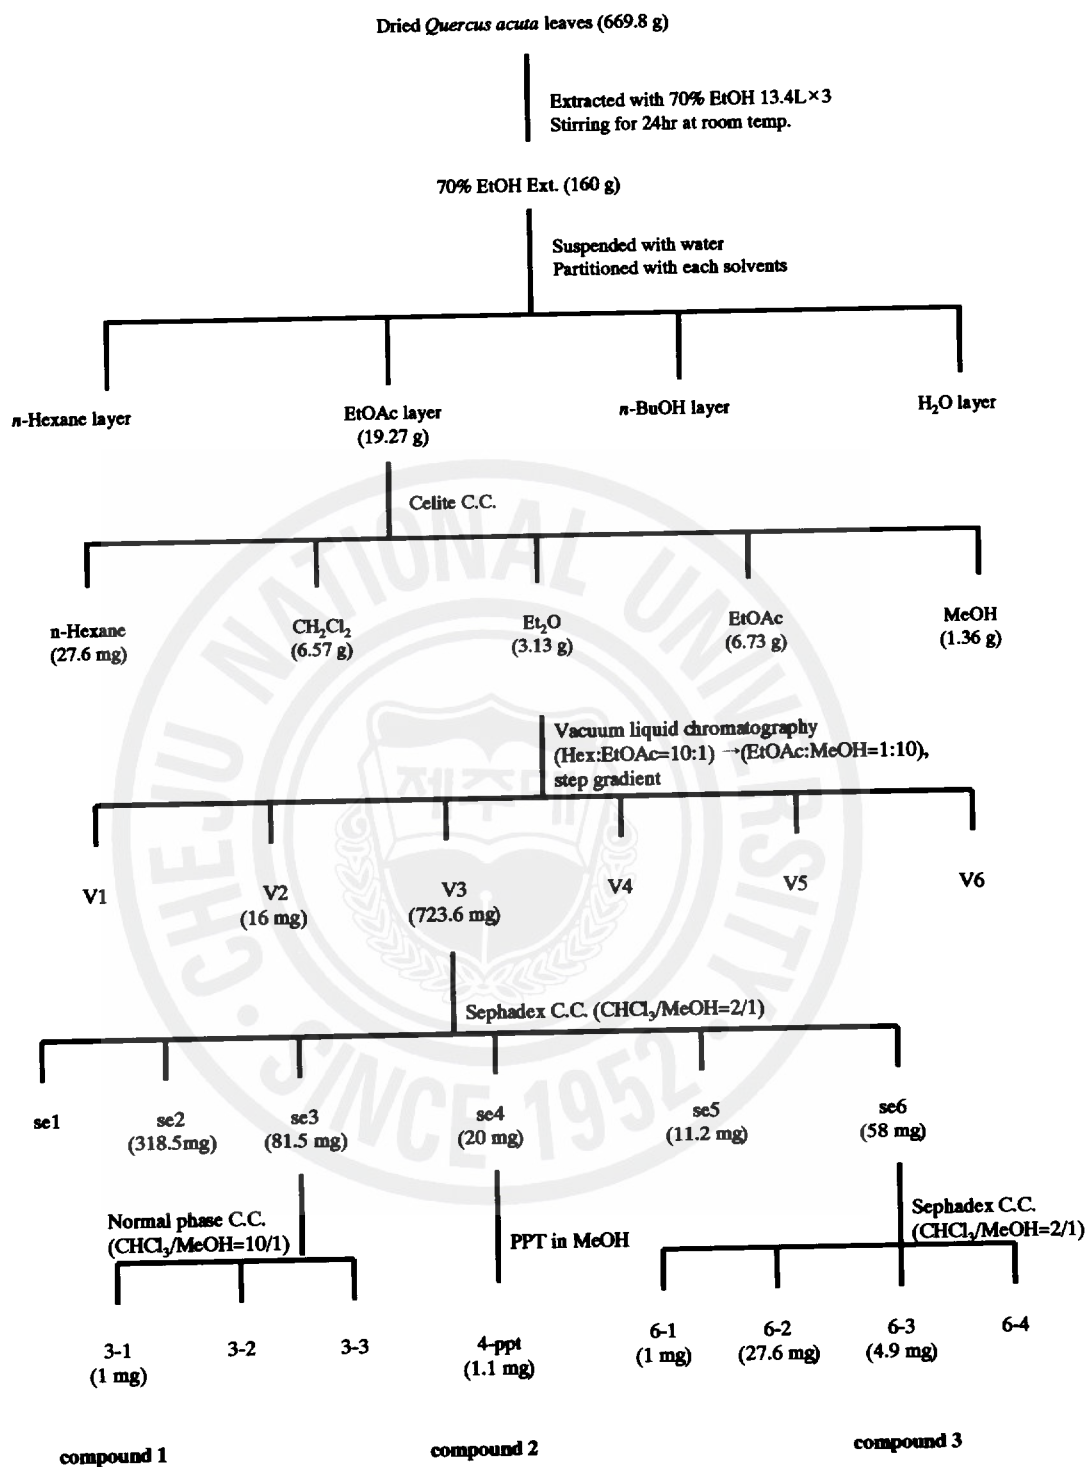 Dried Quercus acuta leaves (669.8 g)
Extracted with 70% EtOH 13.4L×3
Stirring for 24hr at room temp.
70% EtOH Ext. (160 g)
Suspended with water
Partitioned with each solvents
n-Hexane layer
EtOAc layer
(19.27 g)
n-BuOH layer
H₂O layer
Celite C.C.
n-Hexane
(27.6 mg)
CH₂Cl₂
(6.57 g)
Et₂O
(3.13 g)
EtOAc
(6.73 g)
MeOH
(1.36 g)
Vacuum liquid chromatography
(Hex:EtOAc=10:1) →(EtOAc:MeOH=1:10),
step gradient
V1
V2
(16 mg)
V3
(723.6 mg)
V4
V5
V6
Sephadex C.C. (CHCl₃/MeOH=2/1)
se1
se2
(318.5mg)
se3
(81.5 mg)
se4
(20 mg)
se5
(11.2 mg)
se6
(58 mg)
Normal phase C.C.
(CHCl₃/MeOH=10/1)
PPT in MeOH
Sephadex C.C.
(CHCl₃/MeOH=2/1)
3-1
(1 mg)
3-2
3-3
4-ppt
(1.1 mg)
6-1
(1 mg)
6-2
(27.6 mg)
6-3
(4.9 mg)
6-4
compound 1
compound 2
compound 3
CHEJU NATIONAL UNIVERSITY
SINCE 1952
제주대